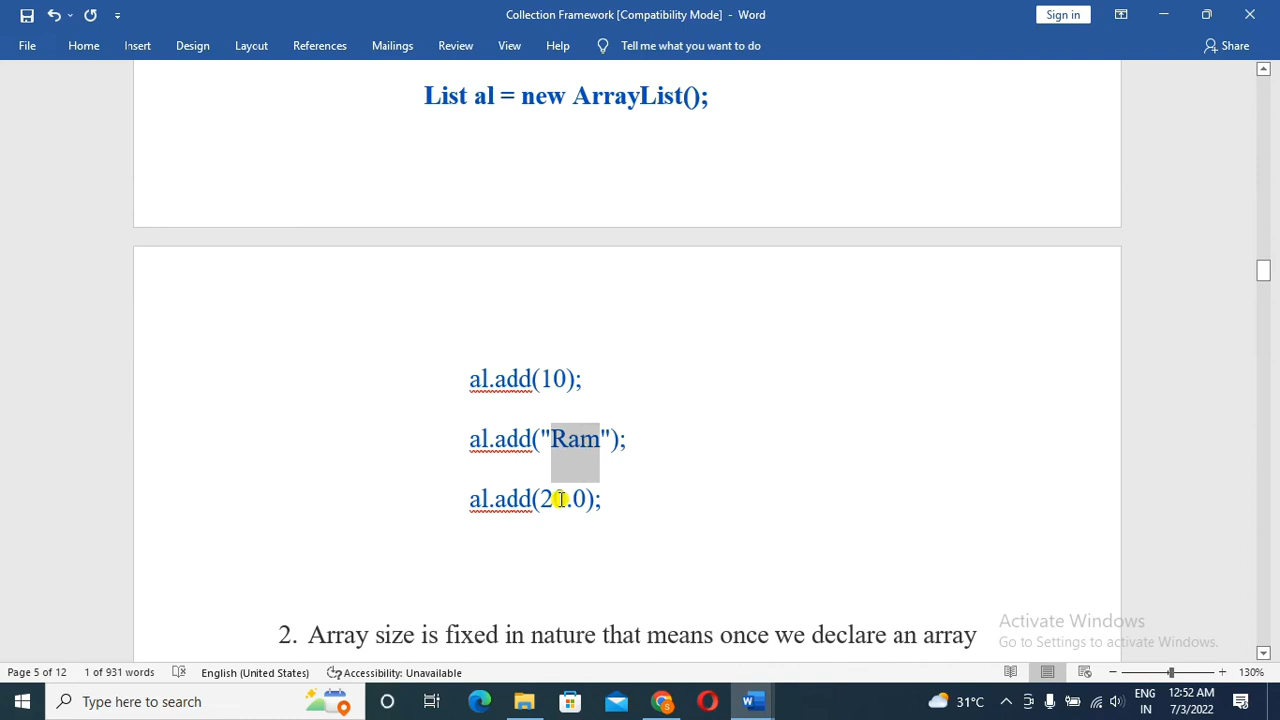 Collection Framework [Compatibility Mode] - Word
Sign in
File Home Insert Design Layout References Mailings Review View Help Tell me what you want to do Share
List al = new ArrayList();
al.add(10);
al.add("Ram");
al.add(20.0);
2. Array size is fixed in nature that means once we declare an array
Activate Windows
Go to Settings to activate Windows.
Page 5 of 12 1 of 931 words English (United States) Accessibility: Unavailable 130%
Type here to search
31°C
ENG
IN
12:52 AM
7/3/2022